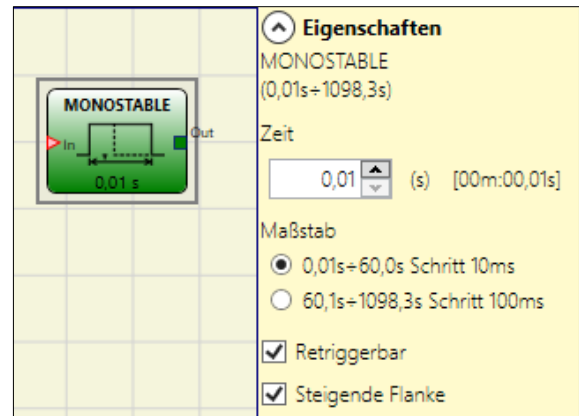 MONOSTABLE
In
Out
0,01 s
Eigenschaften
MONOSTABLE
(0,01s÷1098,3s)
Zeit
0,01 (s) [00m:00,01s]
Maßstab
0,01s÷60,0s Schritt 10ms
60,1s÷1098,3s Schritt 100ms
Retriggerbar
Steigende Flanke